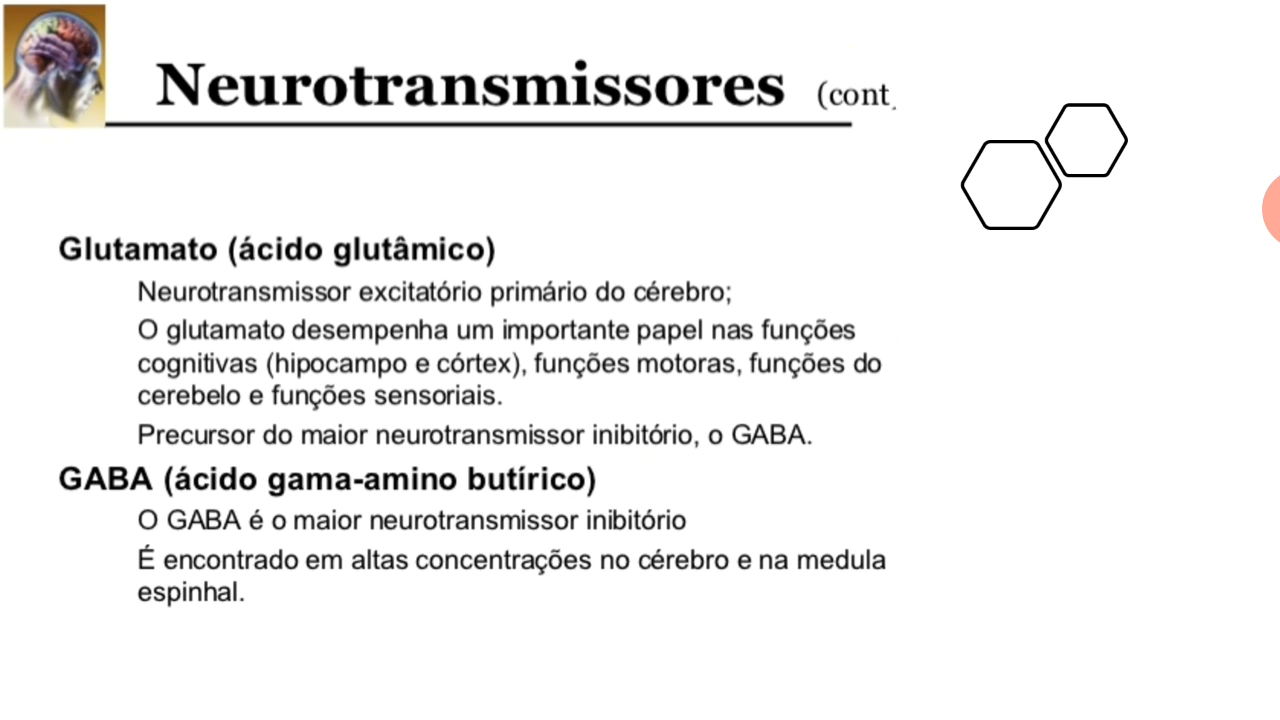 Neurotransmissores (cont.
Glutamato (ácido glutâmico)
Neurotransmissor excitatório primário do cérebro;
O glutamato desempenha um importante papel nas funções
cognitivas (hipocampo e córtex), funções motoras, funções do
cerebelo e funções sensoriais.
Precursor do maior neurotransmissor inibitório, o GABA.
GABA (ácido gama-amino butírico)
O GABA é o maior neurotransmissor inibitório
É encontrado em altas concentrações no cérebro e na medula
espinhal.